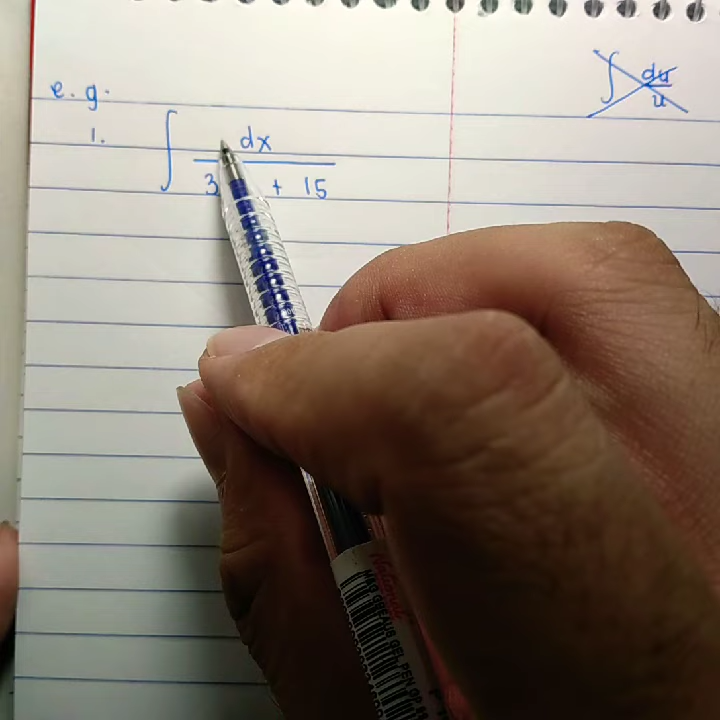 e.g.
∫ du/u
1. ∫ dx
3 + 15